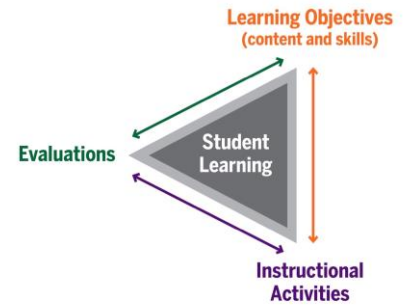 Learning Objectives
(content and skills)
Evaluations
Student
Learning
Instructional
Activities